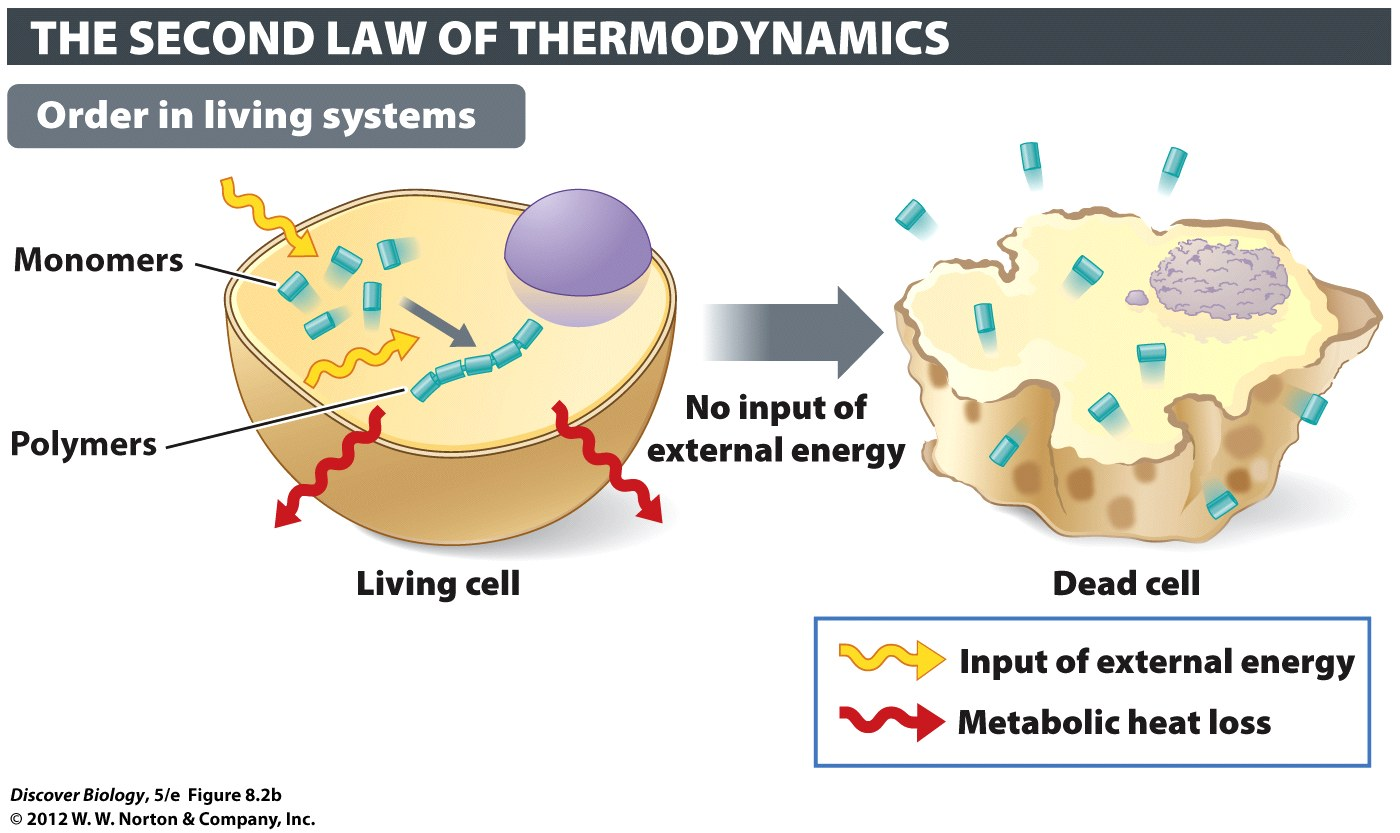 THE SECOND LAW OF THERMODYNAMICS
Order in living systems
Monomers
Polymers
No input of
external energy
Living cell
Dead cell
Input of external energy
Metabolic heat loss
Discover Biology, 5/e Figure 8.2b
© 2012 W. W. Norton & Company, Inc.